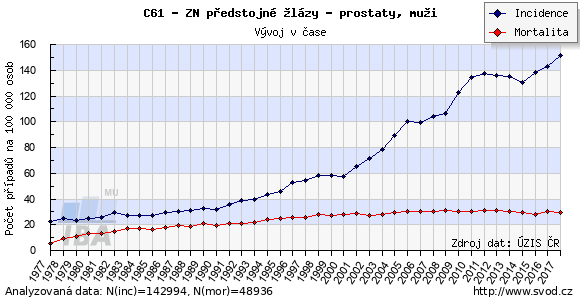 C61 - ZN předstojné žlázy - prostaty, muži
Vývoj v čase
Incidence
Mortalita
Počet případů na 100 000 osob
160
140
120
100
80
60
40
20
0
MU
IBA
Zdroj dat: ÚZIS ČR
1977 1978 1979 1980 1981 1982 1983 1984 1985 1986 1987 1988 1989 1990 1991 1992 1993 1994 1995 1996 1997 1998 1999 2000 2001 2002 2003 2004 2005 2006 2007 2008 2009 2010 2011 2012 2013 2014 2015 2016 2017
Analyzovaná data: N(inc)=142994, N(mor)=48936
http://www.svod.cz